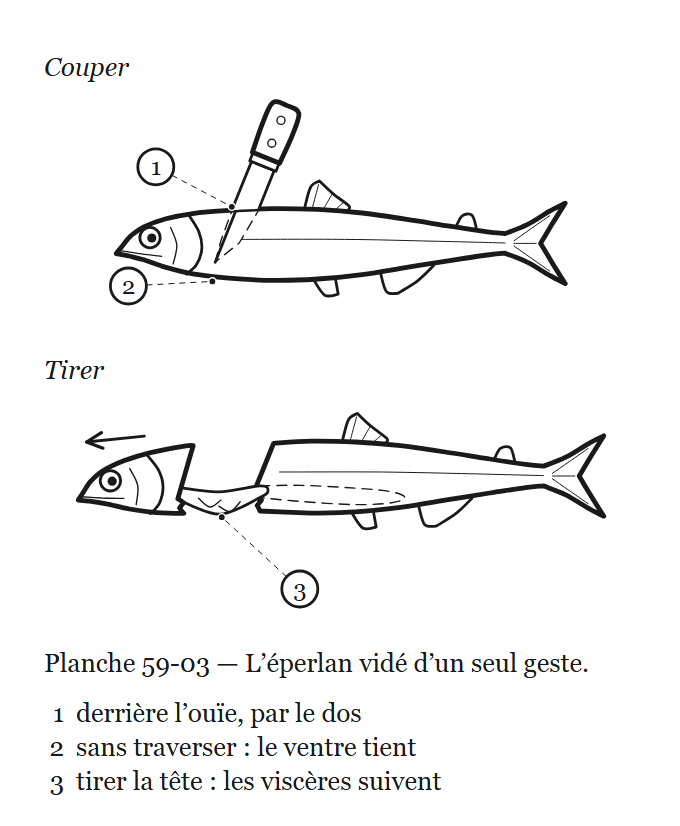 Couper
1
2
Tirer
3
Planche 59-03 — L’éperlan vidé d’un seul geste.
1 derrière l’ouïe, par le dos
2 sans traverser : le ventre tient
3 tirer la tête : les viscères suivent